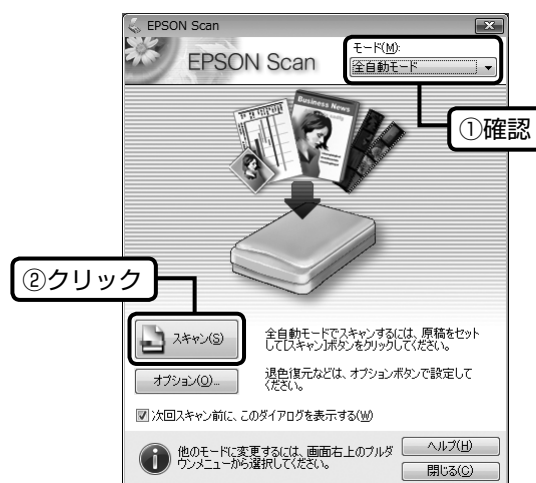 EPSON Scan
EPSON Scan
モード(M):
全自動モード
①確認
Business News
②クリック
スキャン(S)
全自動モードでスキャンするには、原稿をセット
して[スキャン]ボタンをクリックしてください。
オプション(O)...
退色復元などは、オプションボタンで設定して
ください。
次回スキャン前に、このダイアログを表示する(W)
他のモードに変更するには、画面右上のプルダ
ウンメニューから選択してください。
ヘルプ(H)
閉じる(C)